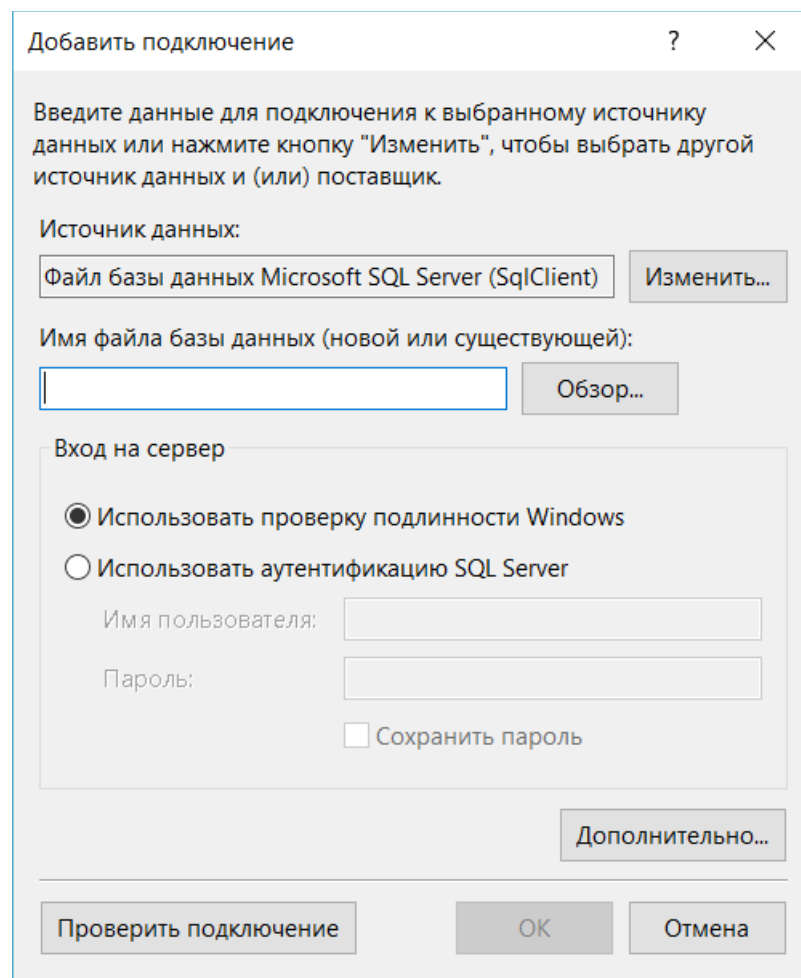 Добавить подключение ?
Введите данные для подключения к выбранному источнику
данных или нажмите кнопку "Изменить", чтобы выбрать другой
источник данных и (или) поставщик.
Источник данных:
Файл базы данных Microsoft SQL Server (SqlClient) Изменить...
Имя файла базы данных (новой или существующей):
Обзор...
Вход на сервер
Использовать проверку подлинности Windows
Использовать аутентификацию SQL Server
Имя пользователя:
Пароль:
Сохранить пароль
Дополнительно...
Проверить подключение ОК Отмена